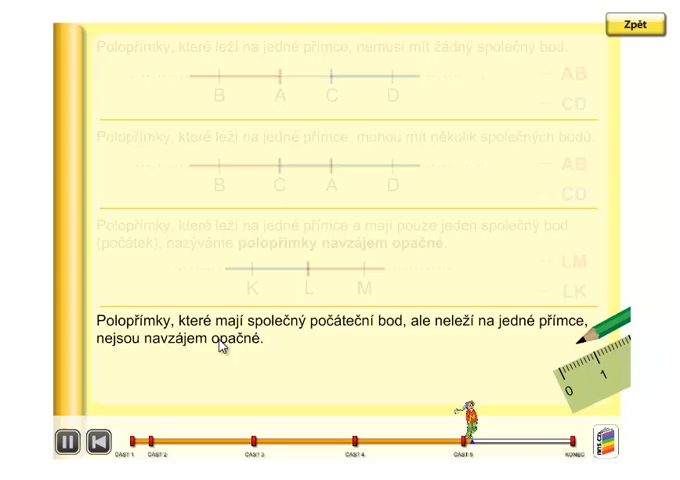 Zpět
Polopřímky, které leží na jedné přímce, nemusí mít žádný společný bod.
B A C D
AB
CD
Polopřímky, které leží na jedné přímce, mohou mít několik společných bodů.
B C A D
AB
CD
Polopřímky, které leží na jedné přímce a mají pouze jeden společný bod
(počátek), nazýváme polopřímky navzájem opačné.
K L M
LM
LK
Polopřímky, které mají společný počáteční bod, ale neleží na jedné přímce,
nejsou navzájem opačné.
0 1
ČÁST 1. ČÁST 2. ČÁST 3. ČÁST 4. ČÁST 5. KONEC